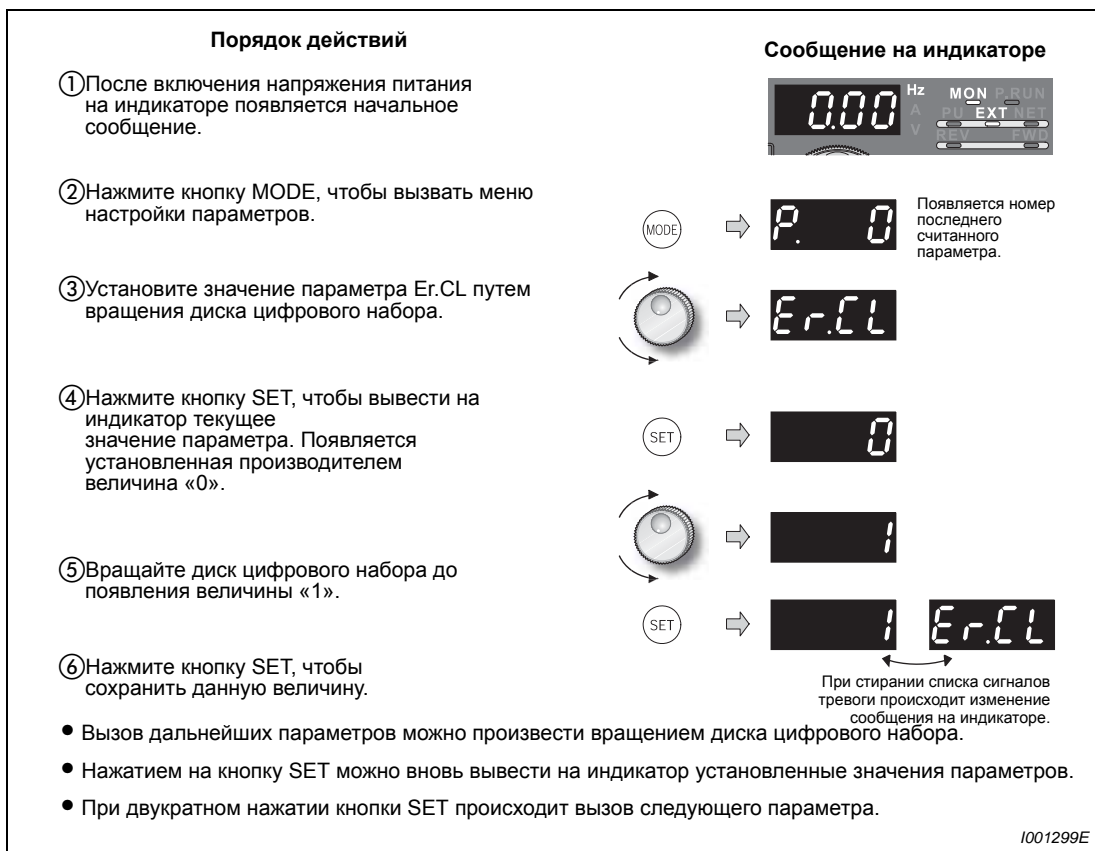 Порядок действий
Сообщение на индикаторе
①После включения напряжения питания
на индикаторе появляется начальное
сообщение.
0.00
Hz
A
V
MON P.RUN
PU EXT NET
REV FWD
②Нажмите кнопку MODE, чтобы вызвать меню
настройки параметров.
MODE
P. 0
Появляется номер
последнего
считанного
параметра.
③Установите значение параметра Er.CL путем
вращения диска цифрового набора.
Er.CL
④Нажмите кнопку SET, чтобы вывести на
индикатор текущее
значение параметра. Появляется
установленная производителем
величина «0».
SET
0
1
⑤Вращайте диск цифрового набора до
появления величины «1».
SET
1 Er.CL
⑥Нажмите кнопку SET, чтобы
сохранить данную величину.
При стирании списка сигналов
тревоги происходит изменение
сообщения на индикаторе.
• Вызов дальнейших параметров можно произвести вращением диска цифрового набора.
• Нажатием на кнопку SET можно вновь вывести на индикатор установленные значения параметров.
• При двукратном нажатии кнопки SET происходит вызов следующего параметра.
I001299E